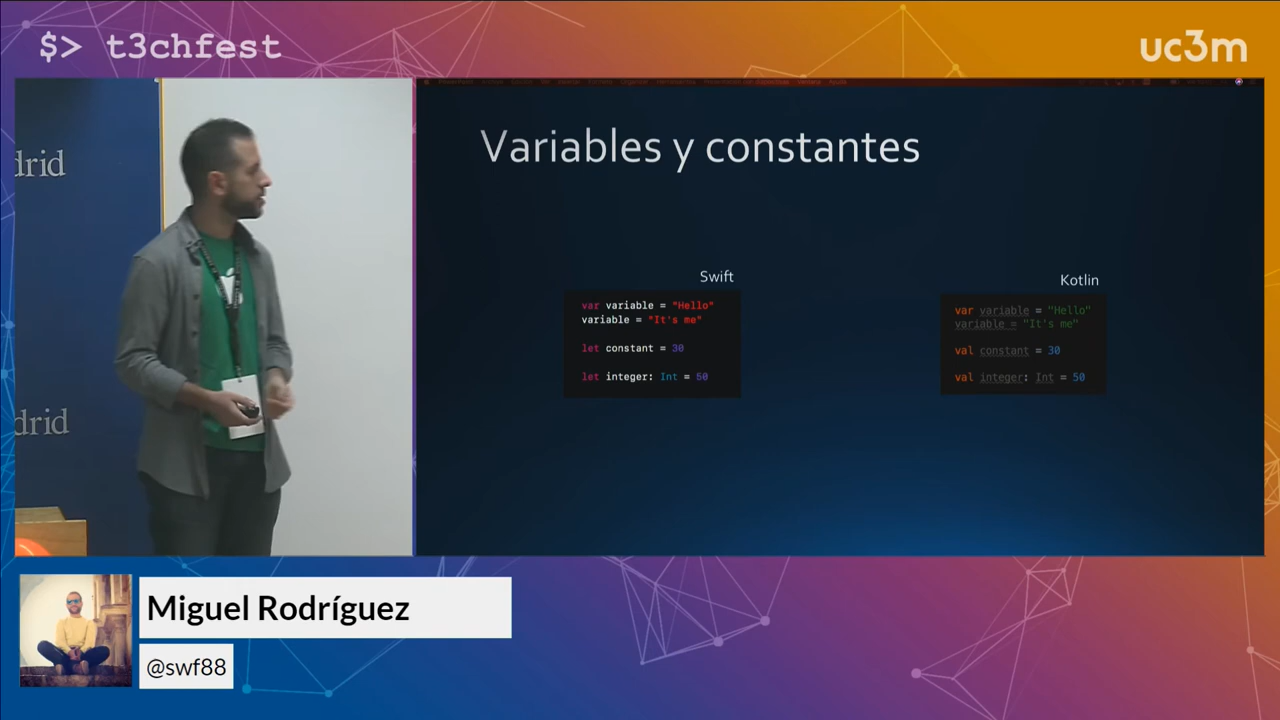 $> t3chfest
uc3m
drid
drid
Variables y constantes
Swift
var variable = "Hello"
variable = "It's me"
let constant = 30
let integer: Int = 50
Kotlin
var variable = "Hello"
variable = "It's me"
val constant = 30
val integer: Int = 50
Miguel Rodríguez
@swf88